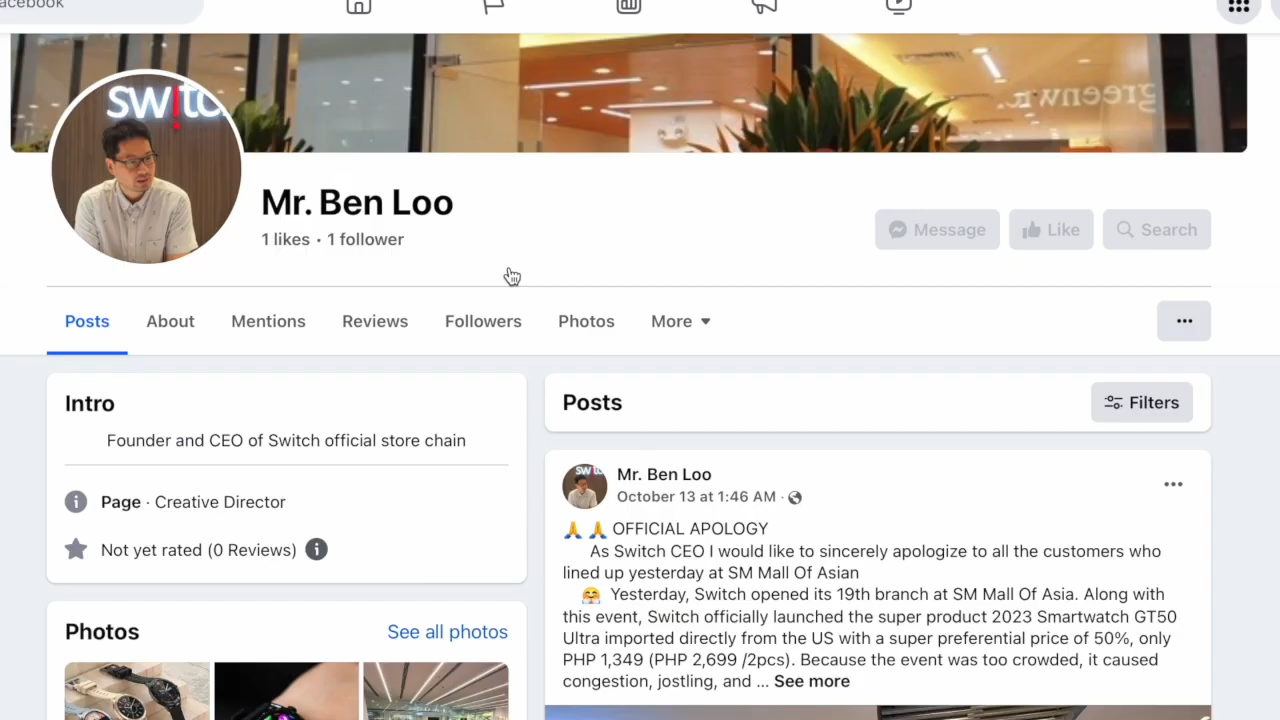 acebook
switc
greenwic.
Mr. Ben Loo
1 likes · 1 follower
Message
Like
Search
Posts
About
Mentions
Reviews
Followers
Photos
More
Intro
Founder and CEO of Switch official store chain
Page · Creative Director
Not yet rated (0 Reviews)
Photos
See all photos
Posts
Filters
Mr. Ben Loo
October 13 at 1:46 AM ·
🙏 🙏 OFFICIAL APOLOGY
As Switch CEO I would like to sincerely apologize to all the customers who
lined up yesterday at SM Mall Of Asian
🤗 Yesterday, Switch opened its 19th branch at SM Mall Of Asia. Along with
this event, Switch officially launched the super product 2023 Smartwatch GT50
Ultra imported directly from the US with a super preferential price of 50%, only
PHP 1,349 (PHP 2,699 /2pcs). Because the event was too crowded, it caused
congestion, jostling, and ... See more